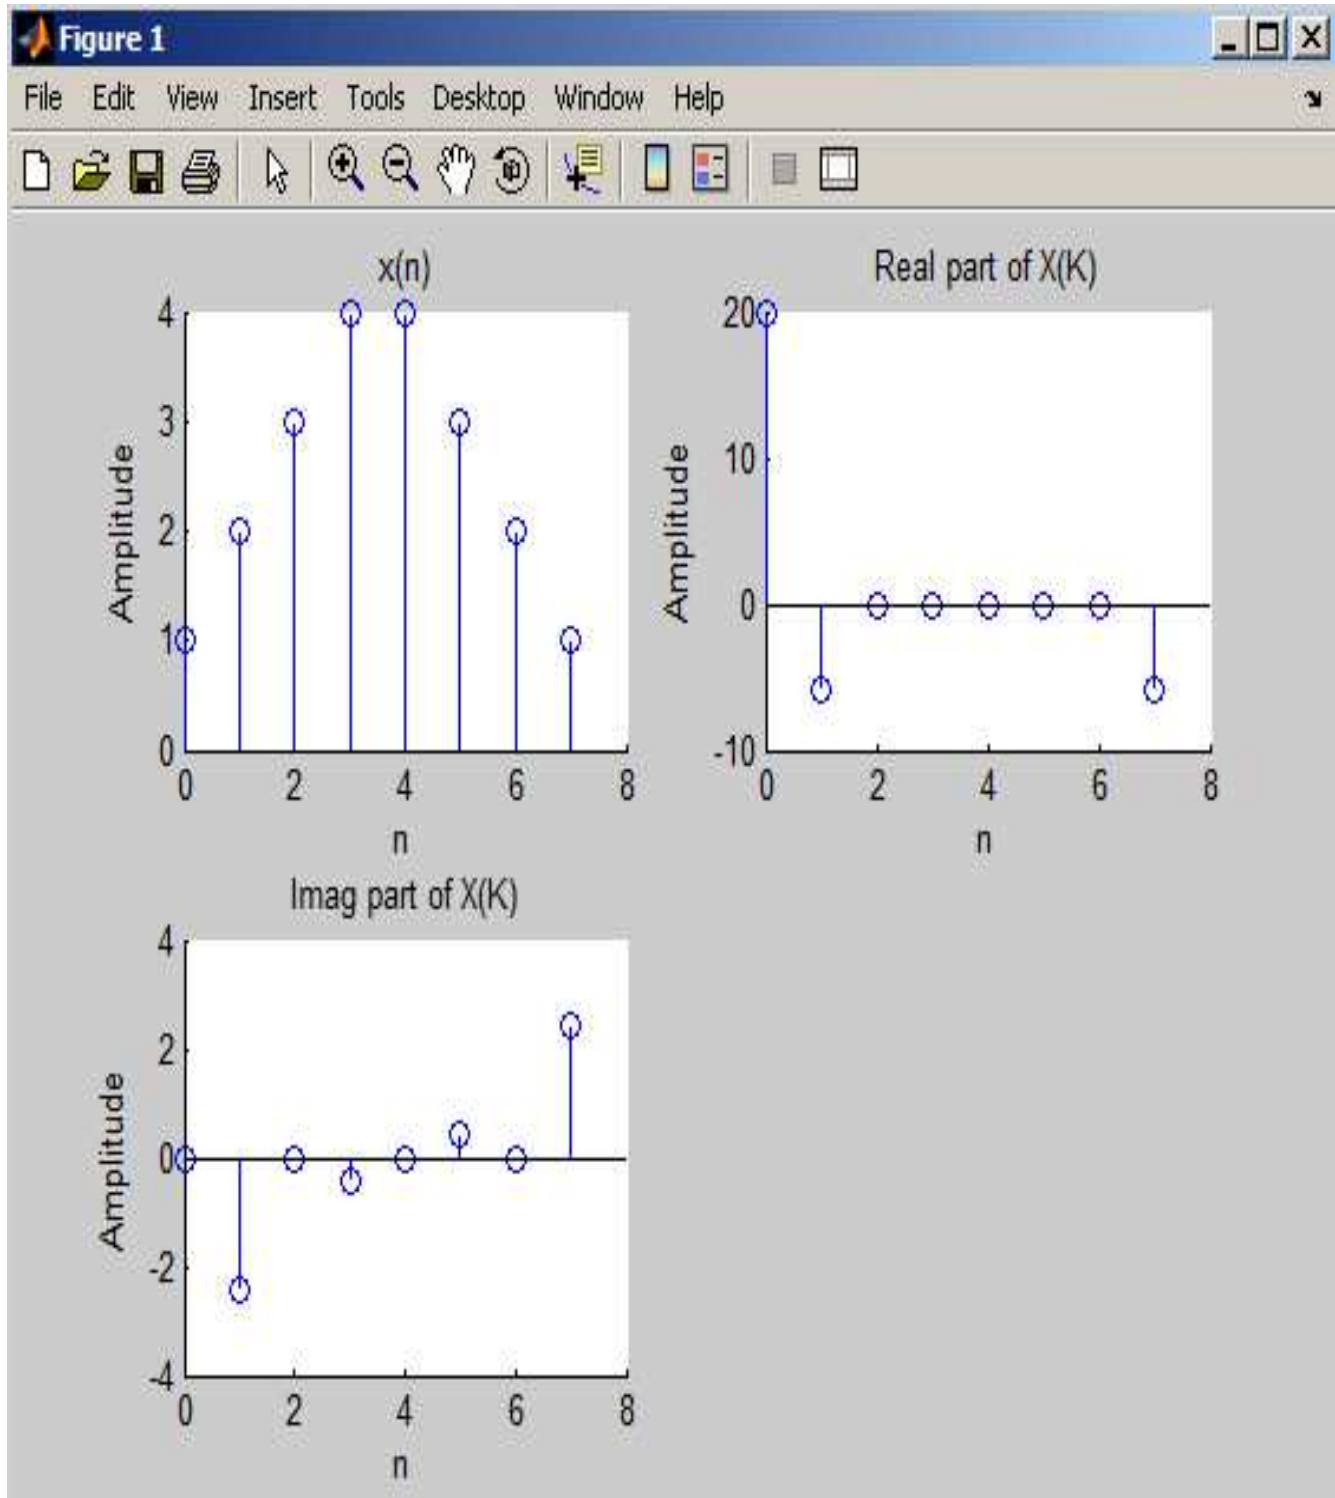 Figure 1
File Edit View Insert Tools Desktop Window Help
x(n)
Amplitude
4
3
2
1
0
0 2 4 6 8
n
Real part of X(K)
Amplitude
20
10
0
-10
0 2 4 6 8
n
Imag part of X(K)
Amplitude
4
2
0
-2
-4
0 2 4 6 8
n